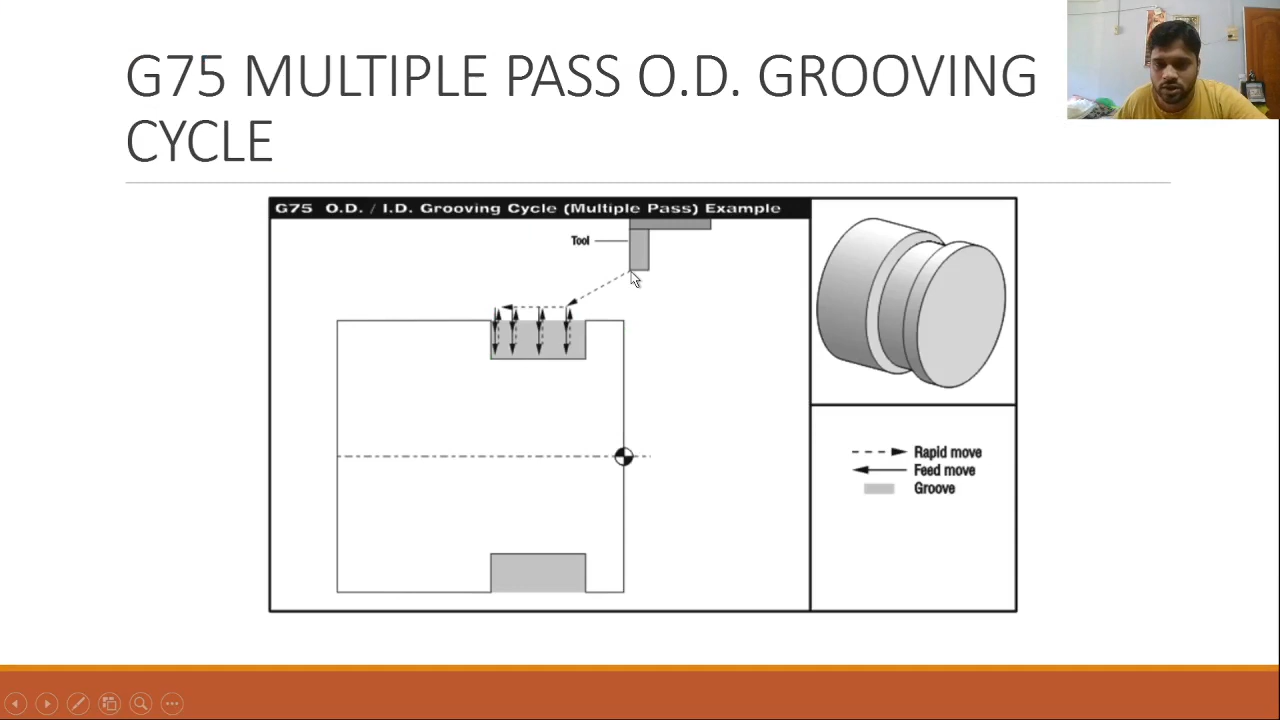 G75 MULTIPLE PASS O.D. GROOVING
CYCLE
G75 O.D. / I.D. Grooving Cycle (Multiple Pass) Example
Tool
Rapid move
Feed move
Groove